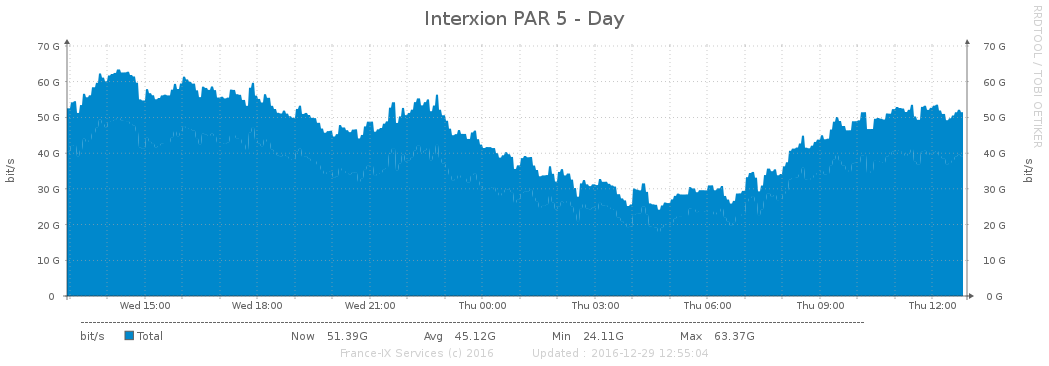 Interxion PAR 5 - Day
RRDTOOL / TOBI OETIKER
bit/s
70 G
60 G
50 G
40 G
30 G
20 G
10 G
0
70 G
60 G
50 G
40 G
30 G
20 G
10 G
0 G
bit/s
Wed 15:00 Wed 18:00 Wed 21:00 Thu 00:00 Thu 03:00 Thu 06:00 Thu 09:00 Thu 12:00
bit/s Total Now 51.39G Avg 45.12G Min 24.11G Max 63.37G
France-IX Services (c) 2016 Updated : 2016-12-29 12:55:04